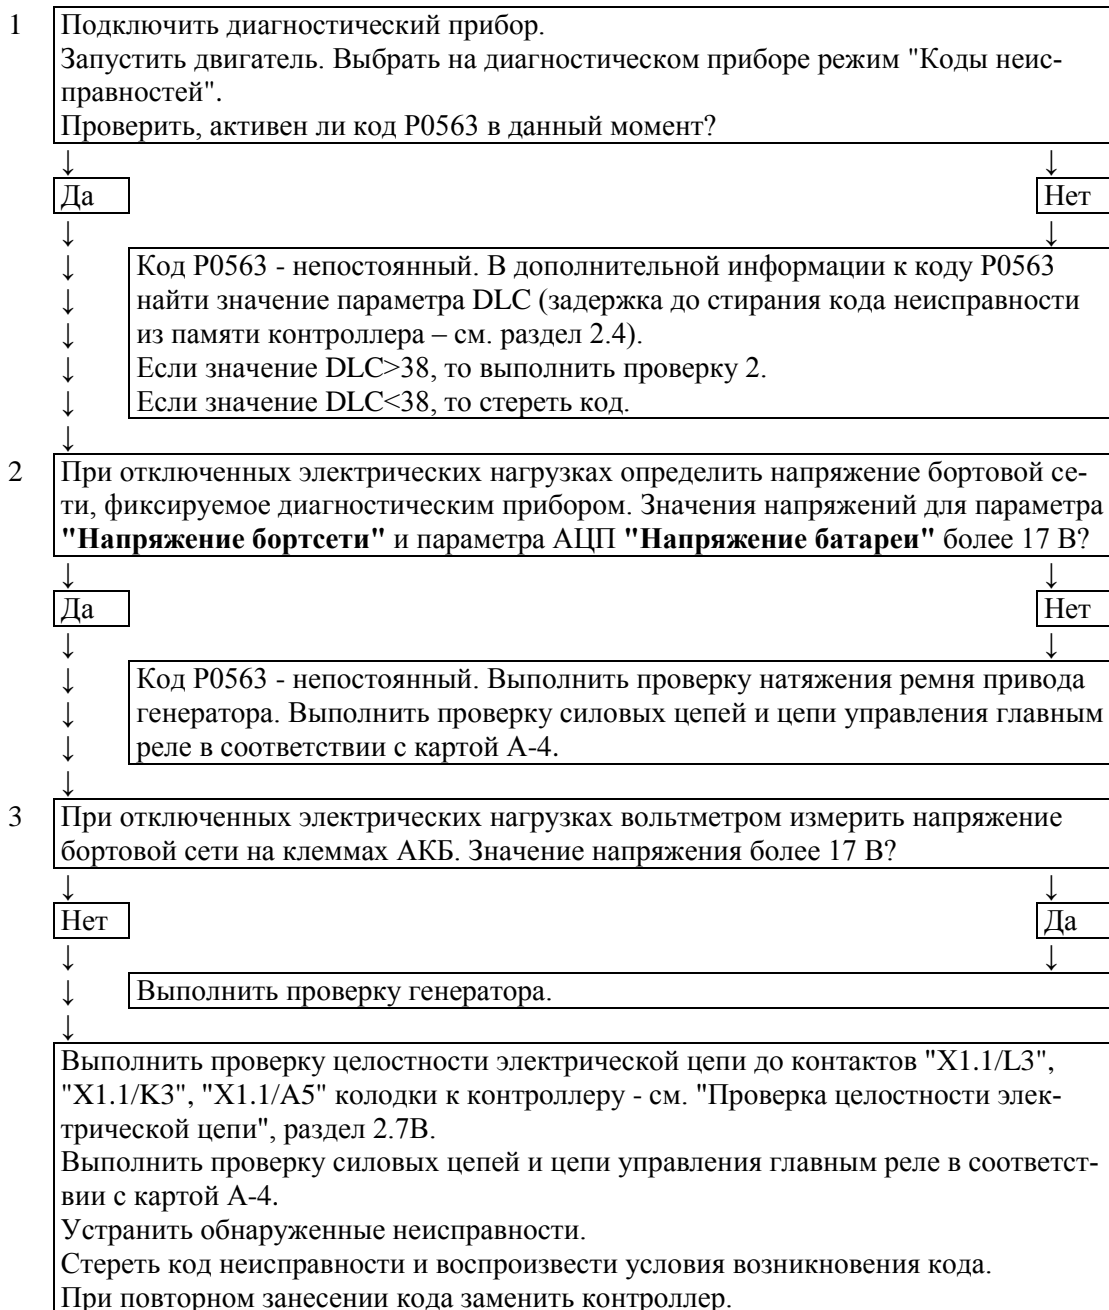 1 Подключить диагностический прибор.
Запустить двигатель. Выбрать на диагностическом приборе режим "Коды неис-
правностей".
Проверить, активен ли код P0563 в данный момент?
↓ ↓
Да Нет
↓ ↓
↓ Код P0563 - непостоянный. В дополнительной информации к коду P0563
↓ найти значение параметра DLC (задержка до стирания кода неисправности
↓ из памяти контроллера – см. раздел 2.4).
↓ Если значение DLC>38, то выполнить проверку 2.
↓ Если значение DLC<38, то стереть код.
↓
2 При отключенных электрических нагрузках определить напряжение бортовой се-
ти, фиксируемое диагностическим прибором. Значения напряжений для параметра
"Напряжение бортсети" и параметра АЦП "Напряжение батареи" более 17 В?
↓ ↓
Да Нет
↓ ↓
↓ Код P0563 - непостоянный. Выполнить проверку натяжения ремня привода
↓ генератора. Выполнить проверку силовых цепей и цепи управления главным
↓ реле в соответствии с картой А-4.
↓
3 При отключенных электрических нагрузках вольтметром измерить напряжение
бортовой сети на клеммах АКБ. Значение напряжения более 17 В?
↓ ↓
Нет Да
↓ ↓
↓ Выполнить проверку генератора.
↓
Выполнить проверку целостности электрической цепи до контактов "X1.1/L3",
"X1.1/K3", "X1.1/A5" колодки к контроллеру - см. "Проверка целостности элек-
трической цепи", раздел 2.7В.
Выполнить проверку силовых цепей и цепи управления главным реле в соответст-
вии с картой А-4.
Устранить обнаруженные неисправности.
Стереть код неисправности и воспроизвести условия возникновения кода.
При повторном занесении кода заменить контроллер.